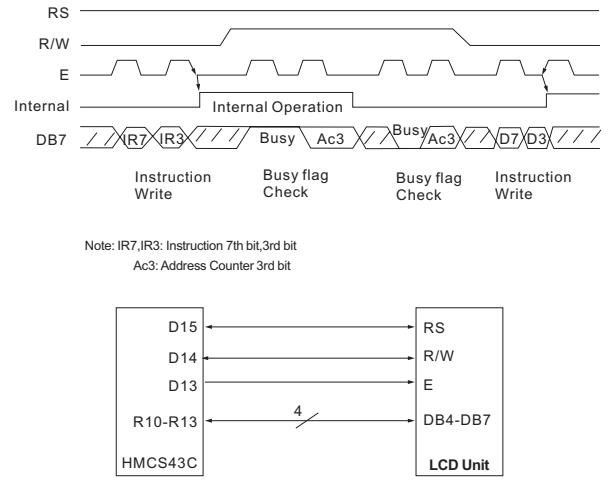 RS
R/W
E
Internal Internal Operation
DB7 IR7 IR3 Busy Ac3 Busy Ac3 D7 D3
Instruction Write
Busy flag Check
Busy flag Check
Instruction Write
Note: IR7,IR3: Instruction 7th bit,3rd bit
Ac3: Address Counter 3rd bit
D15 RS
D14 R/W
D13 E
4
R10-R13 DB4-DB7
HMCS43C LCD Unit